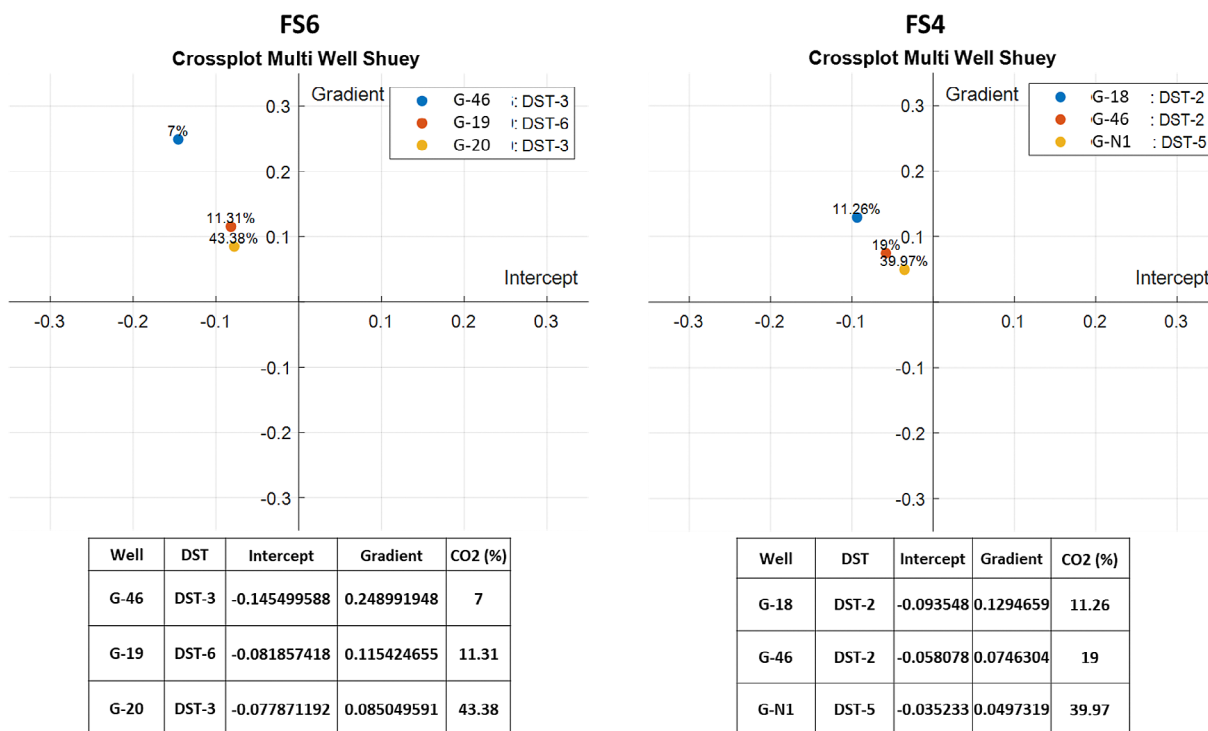 FS6
Crossplot Multi Well Shuey
Gradient
G-46 : DST-3
G-19 : DST-6
G-20 : DST-3
0.3
7%
0.2
11.31%
43.38%
0.1
Intercept
-0.3 -0.2 -0.1 0.1 0.2 0.3
-0.1
-0.2
-0.3
Well DST Intercept Gradient CO2 (%)
G-46 DST-3 -0.145499588 0.248991948 7
G-19 DST-6 -0.081857418 0.115424655 11.31
G-20 DST-3 -0.077871192 0.085049591 43.38
FS4
Crossplot Multi Well Shuey
Gradient
G-18 : DST-2
G-46 : DST-2
G-N1 : DST-5
0.3
0.2
11.26%
0.1
19%
39.97%
Intercept
-0.3 -0.2 -0.1 0.1 0.2 0.3
-0.1
-0.2
-0.3
Well DST Intercept Gradient CO2 (%)
G-18 DST-2 -0.093548 0.1294659 11.26
G-46 DST-2 -0.058078 0.0746304 19
G-N1 DST-5 -0.035233 0.0497319 39.97